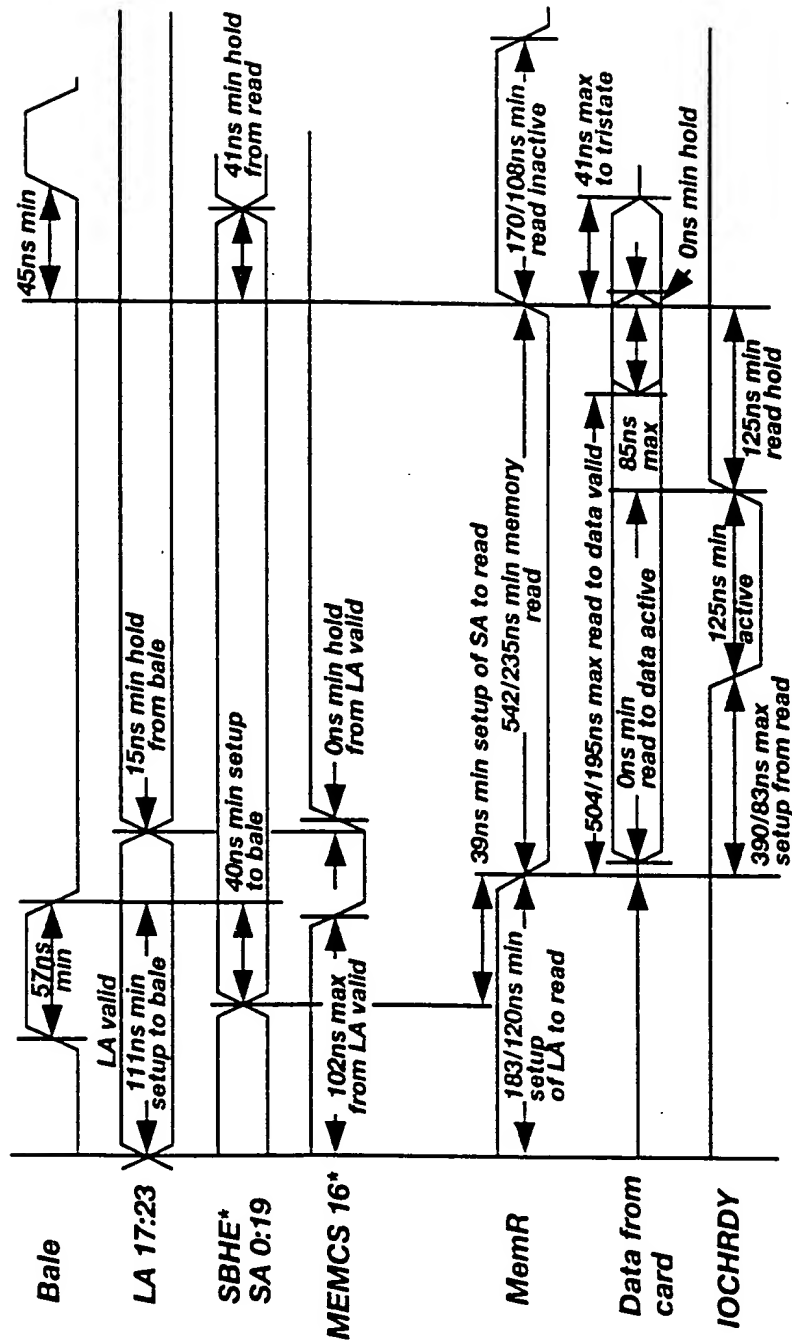 Bale
57ns
min
45ns min
LA 17:23
LA valid
111ns min
setup to bale
15ns min hold
from bale
SBHE*
SA 0:19
40ns min setup
to bale
41ns min hold
from read
MEMCS 16*
102ns max
from LA valid
0ns min hold
from LA valid
39ns min setup of SA to read
MemR
183/120ns min
setup
of LA to read
542/235ns min memory
read
170/108ns min
read inactive
504/195ns max read to data valid
41ns max
to tristate
Data from
card
0ns min
read to data active
85ns
max
0ns min hold
IOCHRDY
390/83ns max
setup from read
125ns min
active
125ns min
read hold